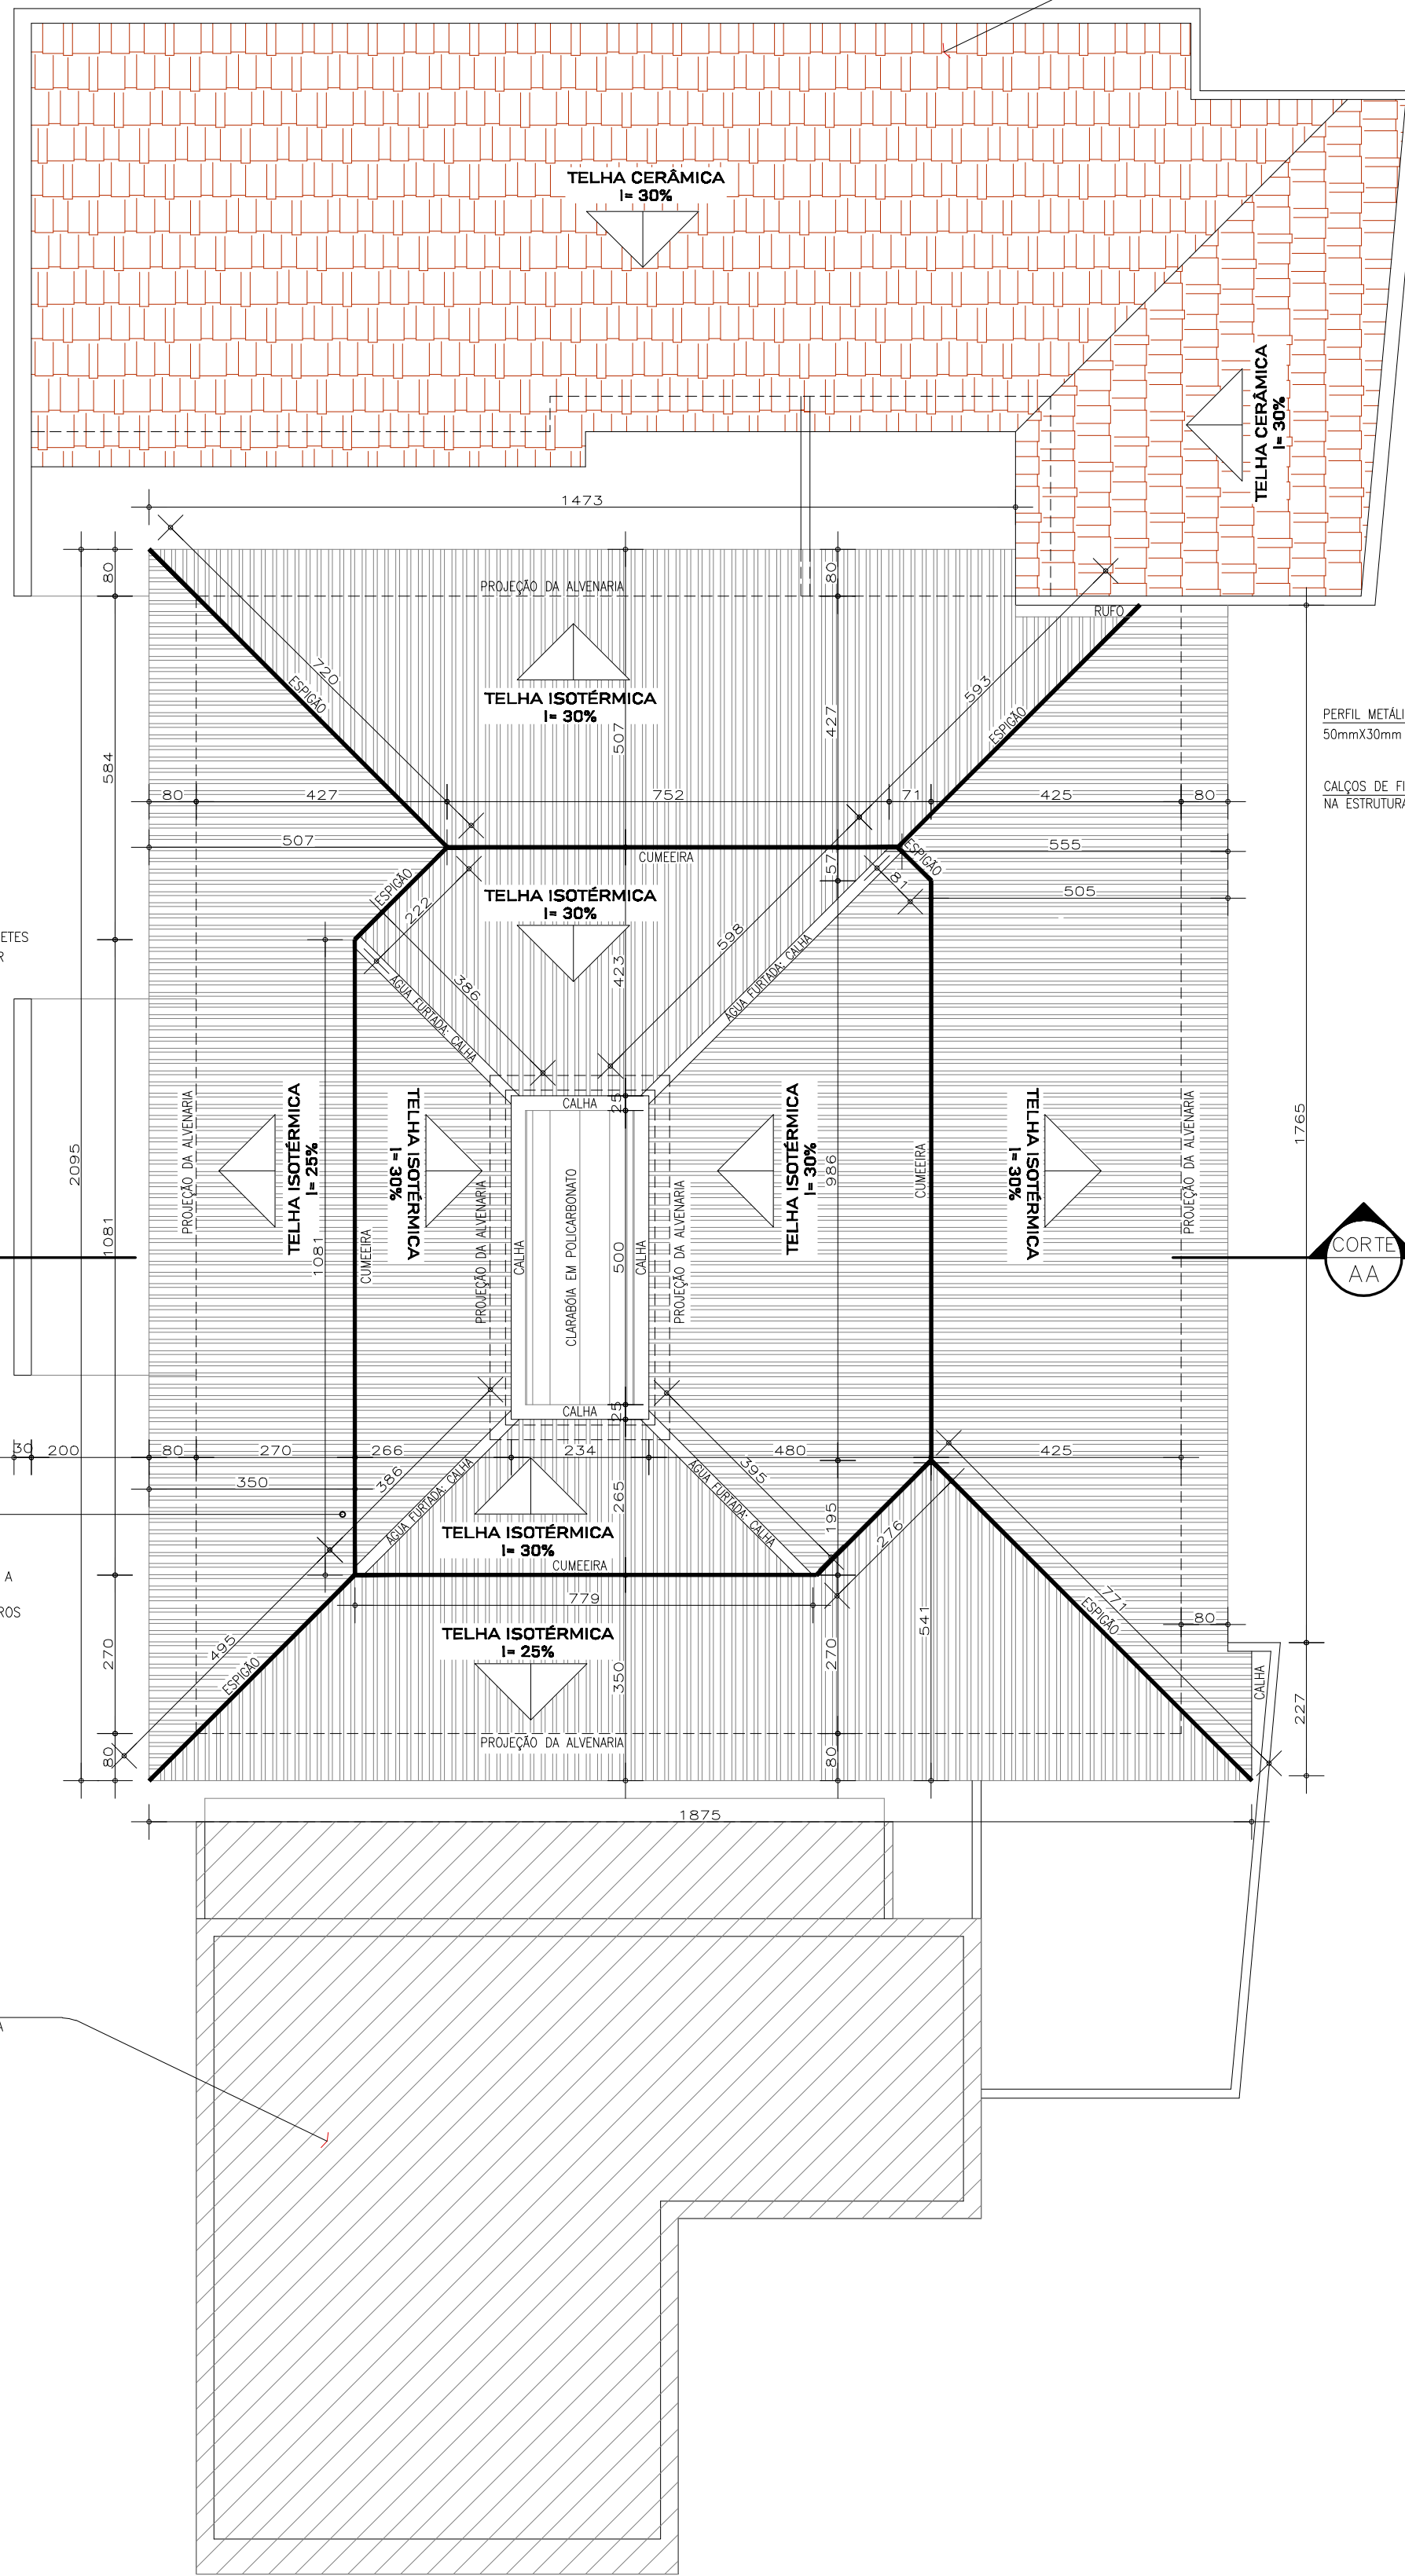 TELHA CERÂMICA
I= 30%
TELHA CERÂMICA
I= 30%
1473
80
80
PROJEÇÃO DA ALVENARIA
RUFO
720
ESPIGÃO
TELHA ISOTÉRMICA
I= 30%
507
427
593
ESPIGÃO
PERFIL METÁLI
50mmX30mm
584
CALÇOS DE FI
NA ESTRUTURA
80
427
752
71
425
80
507
CUMEEIRA
57
ESPIGÃO
555
ESPIGÃO
222
TELHA ISOTÉRMICA
I= 30%
81
505
ETES
R
386
423
598
ÁGUA FURTADA: CALHA
ÁGUA FURTADA: CALHA
CALHA
25
2095
1081
PROJEÇÃO DA ALVENARIA
TELHA ISOTÉRMICA
I= 25%
1081
CUMEEIRA
TELHA ISOTÉRMICA
I= 30%
PROJEÇÃO DA ALVENARIA
CALHA
CLARABÓIA EM POLICARBONATO
500
CALHA
PROJEÇÃO DA ALVENARIA
TELHA ISOTÉRMICA
I= 30%
986
CUMEEIRA
TELHA ISOTÉRMICA
I= 30%
PROJEÇÃO DA ALVENARIA
1765
CORTE
AA
CALHA
25
30
200
80
270
266
234
480
425
350
386
ÁGUA FURTADA: CALHA
265
395
ÁGUA FURTADA: CALHA
195
276
TELHA ISOTÉRMICA
I= 30%
CUMEEIRA
A
ROS
779
771
ESPIGÃO
541
80
495
ESPIGÃO
270
TELHA ISOTÉRMICA
I= 25%
350
270
CALHA
227
PROJEÇÃO DA ALVENARIA
80
80
1875
A